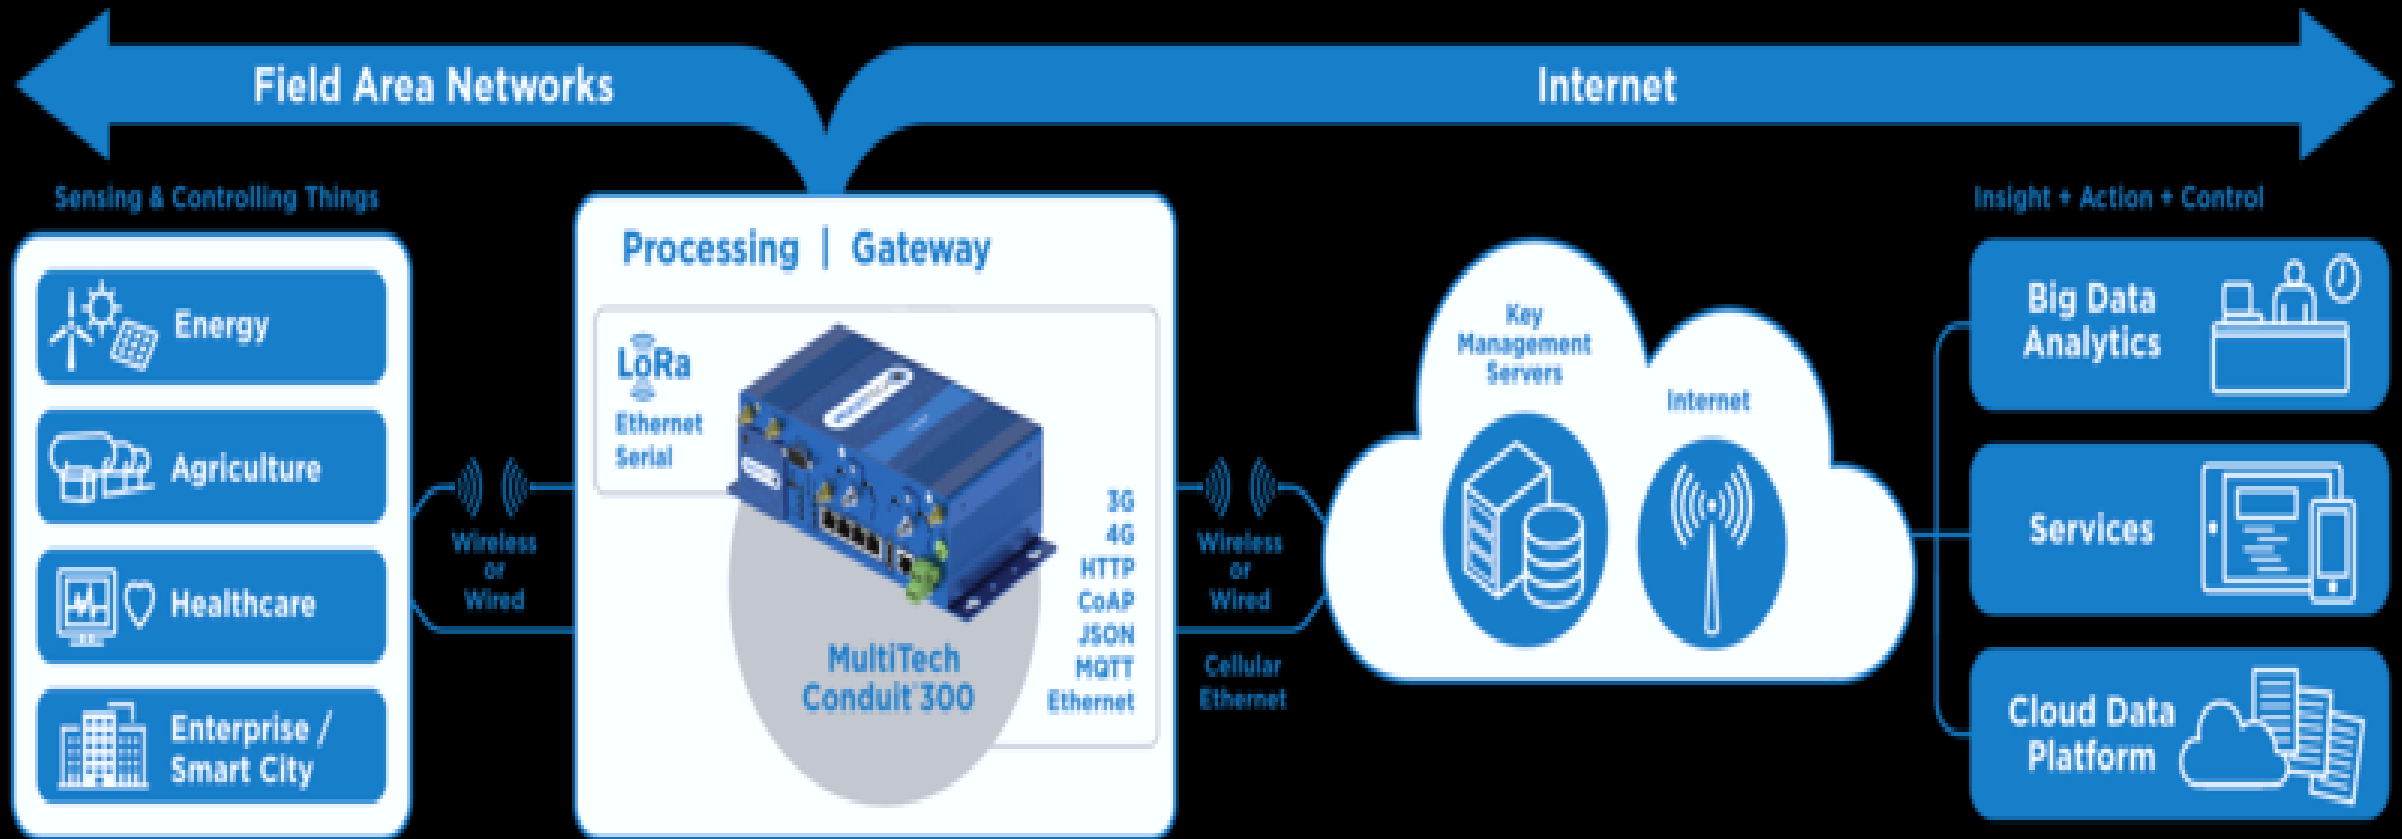 Field Area Networks
Internet
Sensing & Controlling Things
Energy
Agriculture
Healthcare
Enterprise /
Smart City
Wireless
or
Wired
Processing | Gateway
LoRa
Ethernet
Serial
MultiTech
Conduit 300
3G
4G
HTTP
CoAP
JSON
MQTT
Ethernet
Wireless
or
Wired
Cellular
Ethernet
Key
Management
Servers
Internet
Insight + Action + Control
Big Data
Analytics
Services
Cloud Data
Platform